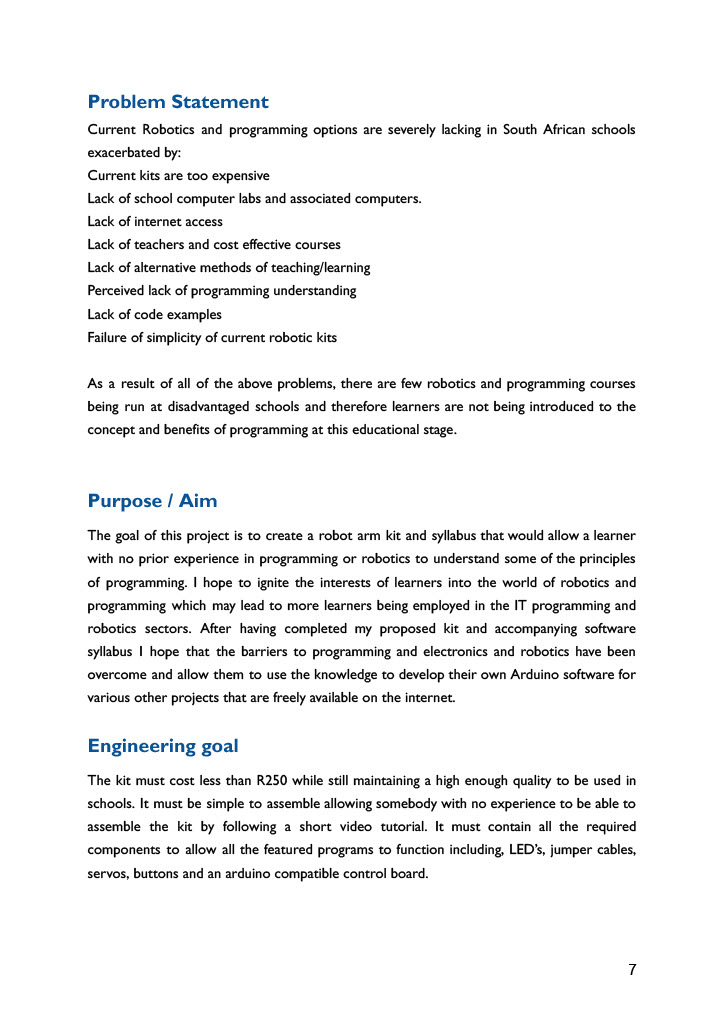 Problem Statement
Current Robotics and programming options are severely lacking in South African schools
exacerbated by:
Current kits are too expensive
Lack of school computer labs and associated computers.
Lack of internet access
Lack of teachers and cost effective courses
Lack of alternative methods of teaching/learning
Perceived lack of programming understanding
Lack of code examples
Failure of simplicity of current robotic kits
As a result of all of the above problems, there are few robotics and programming courses
being run at disadvantaged schools and therefore learners are not being introduced to the
concept and benefits of programming at this educational stage.
Purpose / Aim
The goal of this project is to create a robot arm kit and syllabus that would allow a learner
with no prior experience in programming or robotics to understand some of the principles
of programming. I hope to ignite the interests of learners into the world of robotics and
programming which may lead to more learners being employed in the IT programming and
robotics sectors. After having completed my proposed kit and accompanying software
syllabus I hope that the barriers to programming and electronics and robotics have been
overcome and allow them to use the knowledge to develop their own Arduino software for
various other projects that are freely available on the internet.
Engineering goal
The kit must cost less than R250 while still maintaining a high enough quality to be used in
schools. It must be simple to assemble allowing somebody with no experience to be able to
assemble the kit by following a short video tutorial. It must contain all the required
components to allow all the featured programs to function including, LED’s, jumper cables,
servos, buttons and an arduino compatible control board.
7